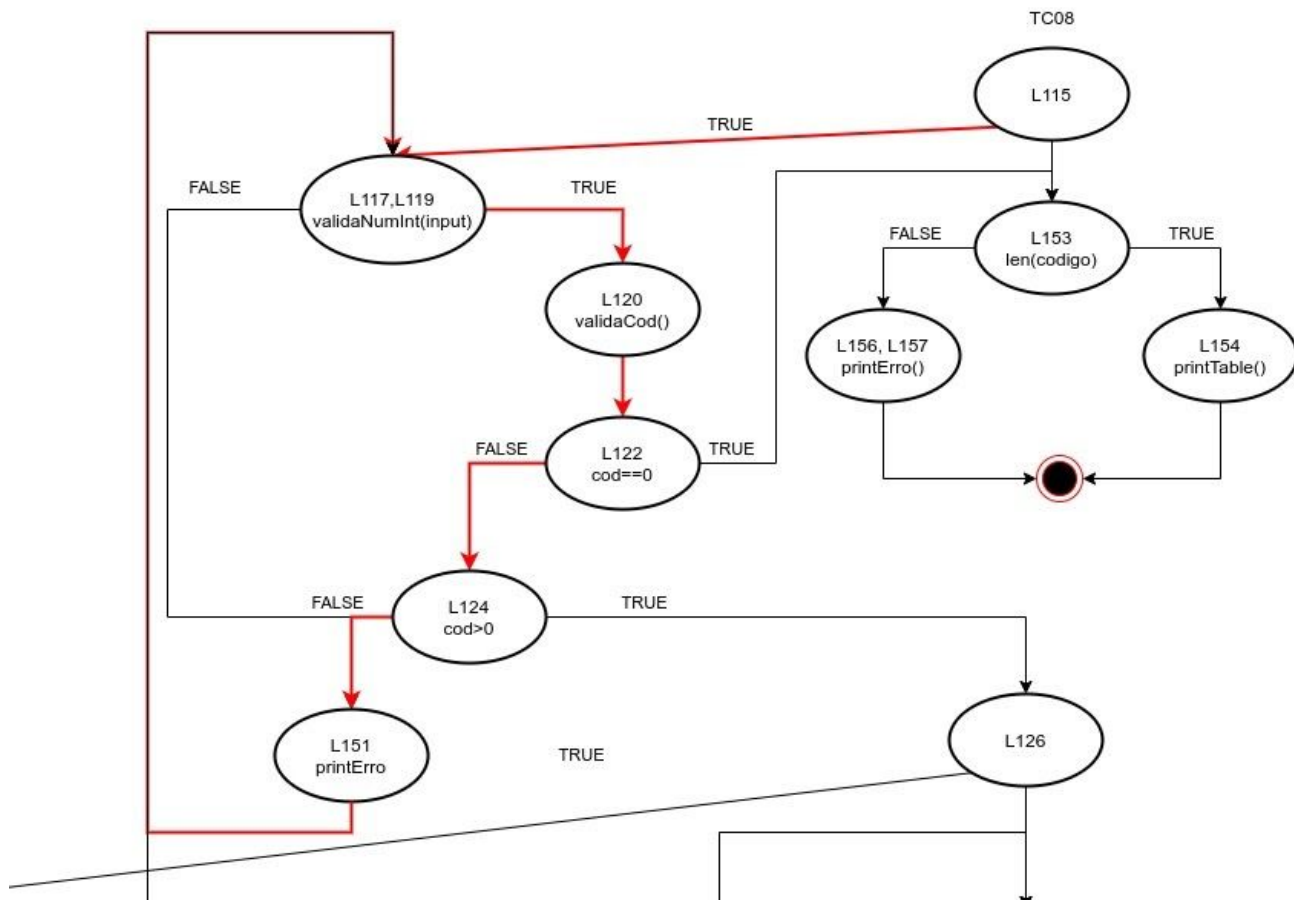 TC08
L115
TRUE
FALSE
L117,L119
validaNumInt(input)
TRUE
L153
len(codigo)
FALSE
TRUE
L120
validaCod()
L156, L157
printErro()
L154
printTable()
FALSE
L122
cod==0
TRUE
FALSE
L124
cod>0
TRUE
L151
printErro
TRUE
L126